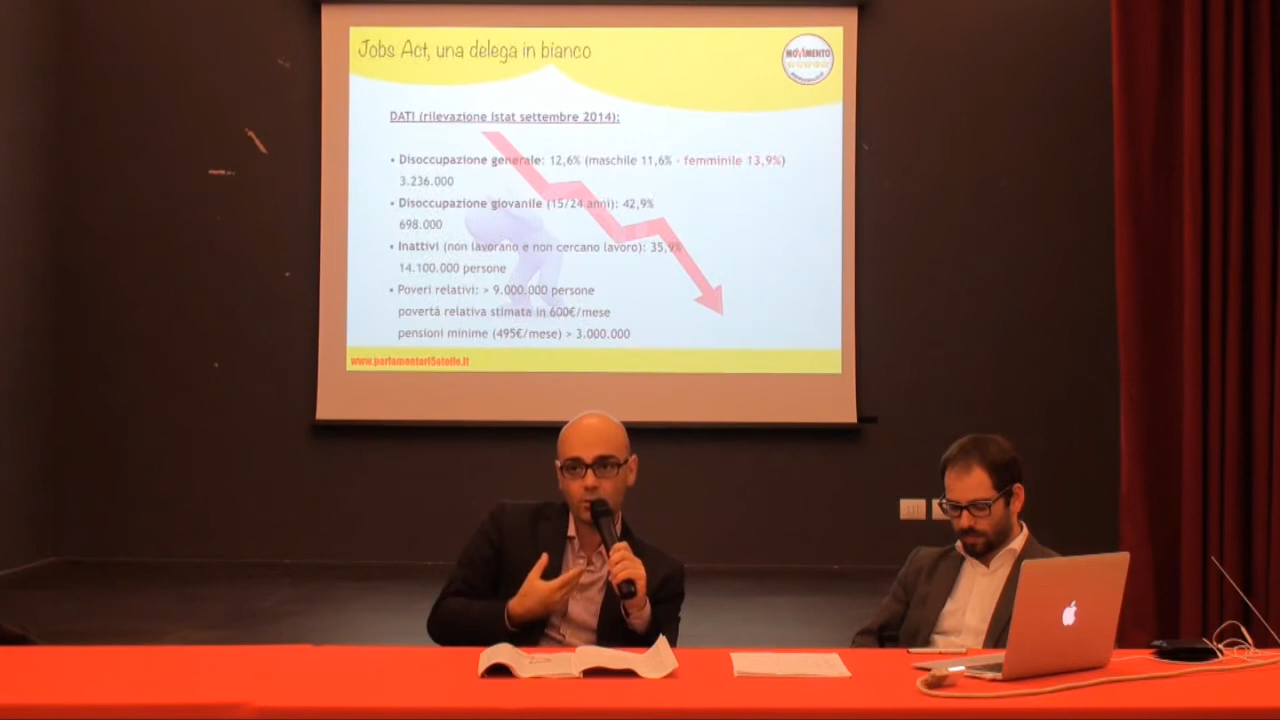 Jobs Act, una delega in bianco
MOVIMENTO
DATI (rilevazione Istat settembre 2014):
• Disoccupazione generale: 12,6% (maschile 11,6% - femminile 13,9%)
3.236.000
• Disoccupazione giovanile (15/24 anni): 42,9%
698.000
• Inattivi (non lavorano e non cercano lavoro): 35,9%
14.100.000 persone
• Poveri relativi: > 9.000.000 persone
povertà relativa stimata in 600€/mese
pensioni minime (495€/mese) > 3.000.000
www.parlamentari5stelle.it